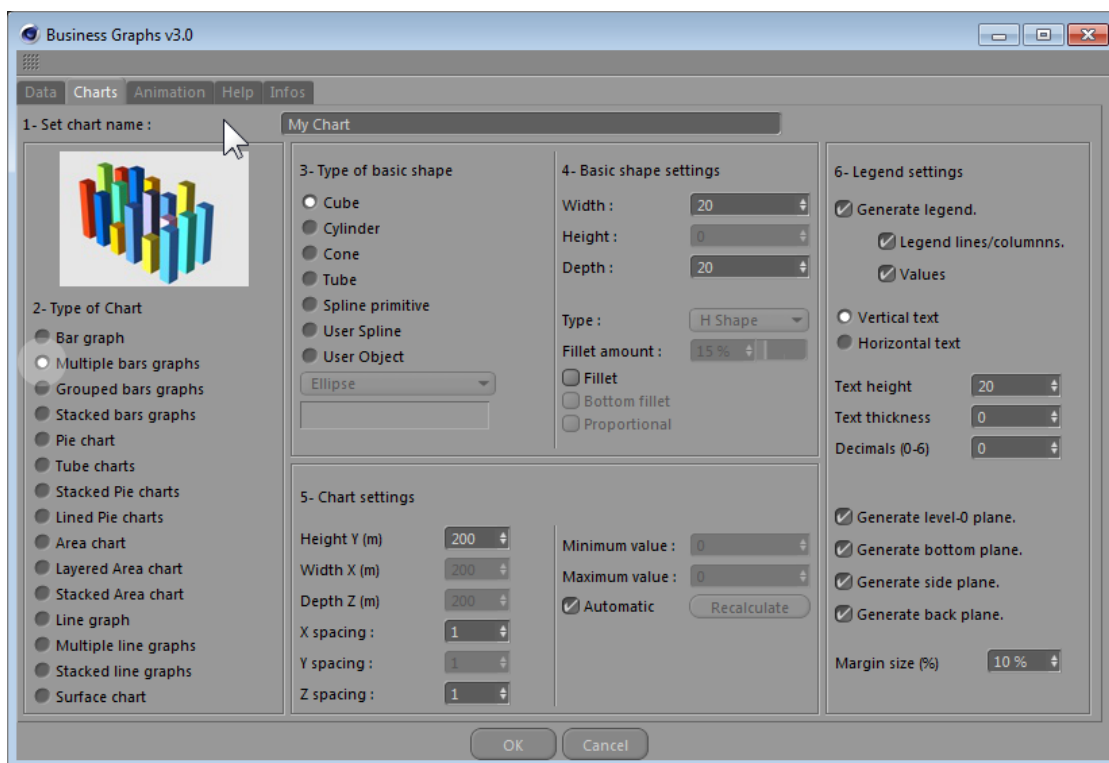 Business Graphs v3.0
Data Charts Animation Help Infos
1- Set chart name : My Chart
2- Type of Chart
Bar graph
Multiple bars graphs
Grouped bars graphs
Stacked bars graphs
Pie chart
Tube charts
Stacked Pie charts
Lined Pie charts
Area chart
Layered Area chart
Stacked Area chart
Line graph
Multiple line graphs
Stacked line graphs
Surface chart
3- Type of basic shape
Cube
Cylinder
Cone
Tube
Spline primitive
User Spline
User Object
Ellipse
4- Basic shape settings
Width : 20
Height : 0
Depth : 20
Type : H Shape
Fillet amount : 15 %
Fillet
Bottom fillet
Proportional
5- Chart settings
Height Y (m) 200
Width X (m) 200
Depth Z (m) 200
X spacing : 1
Y spacing : 1
Z spacing : 1
Minimum value : 0
Maximum value : 0
Automatic Recalculate
6- Legend settings
Generate legend.
Legend lines/columnns.
Values
Vertical text
Horizontal text
Text height 20
Text thickness 0
Decimals (0-6) 0
Generate level-0 plane.
Generate bottom plane.
Generate side plane.
Generate back plane.
Margin size (%) 10 %
OK Cancel